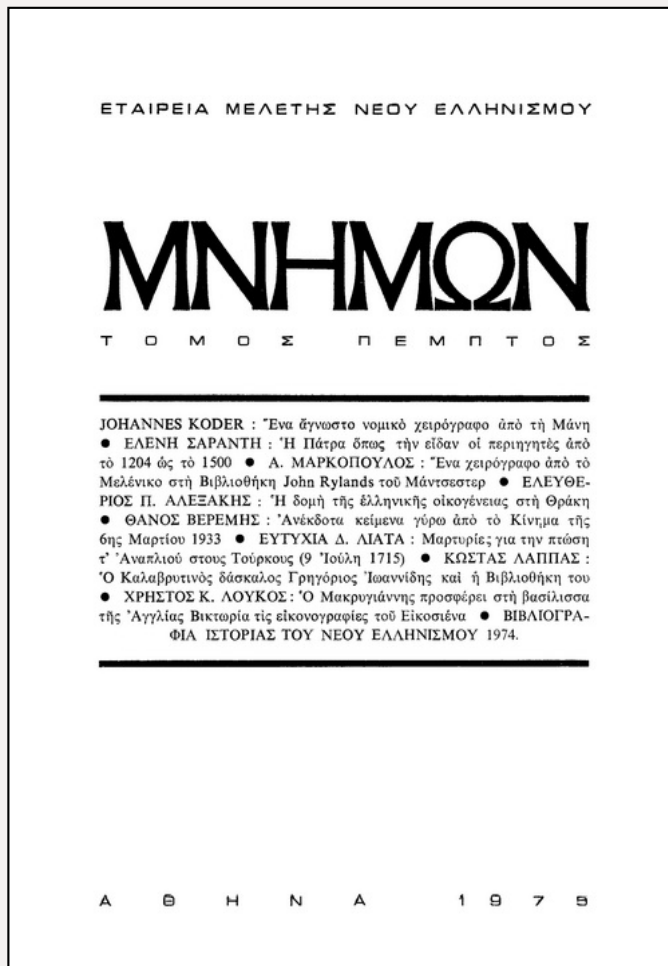 ΕΤΑΙΡΕΙΑ ΜΕΛΕΤΗΣ ΝΕΟΥ ΕΛΛΗΝΙΣΜΟΥ
ΜΝΗΜΩΝ
ΤΟΜΟΣ ΠΕΜΠΤΟΣ
JOHANNES KODER : Ἕνα ἄγνωστο νομικὸ χειρόγραφο ἀπὸ τὴ Μάνη
● ΕΛΕΝΗ ΣΑΡΑΝΤΗ : Ἡ Πάτρα ὅπως τὴν εἶδαν οἱ περιηγητὲς ἀπὸ
τὸ 1204 ὡς τὸ 1500 ● Α. ΜΑΡΚΟΠΟΥΛΟΣ : Ἕνα χειρόγραφο ἀπὸ τὸ
Μελένικο στὴ Βιβλιοθήκη John Rylands τοῦ Μάντσεστερ ● ΕΛΕΥΘΕ-
ΡΙΟΣ Π. ΑΛΕΞΑΚΗΣ : Ἡ δομὴ τῆς ἑλληνικῆς οἰκογένειας στὴ Θράκη
● ΘΑΝΟΣ ΒΕΡΕΜΗΣ : Ἀνέκδοτα κείμενα γύρω ἀπὸ τὸ Κίνημα τῆς
6ης Μαρτίου 1933 ● ΕΥΤΥΧΙΑ Δ. ΛΙΑΤΑ : Μαρτυρίες για την πτώση
τ' Ἀναπλιοῦ στους Τούρκους (9 Ἰούλη 1715) ● ΚΩΣΤΑΣ ΛΑΠΠΑΣ :
Ὁ Καλαβρυτινὸς δάσκαλος Γρηγόριος Ἰωαννίδης καὶ ἡ Βιβλιοθήκη του
● ΧΡΗΣΤΟΣ Κ. ΛΟΥΚΟΣ : Ὁ Μακρυγιάννης προσφέρει στὴ βασίλισσα
τῆς Ἀγγλίας Βικτωρία τὶς εἰκονογραφίες τοῦ Εἰκοσιένα ● ΒΙΒΛΙΟΓΡΑ-
ΦΙΑ ΙΣΤΟΡΙΑΣ ΤΟΥ ΝΕΟΥ ΕΛΛΗΝΙΣΜΟΥ 1974.
ΑΘΗΝΑ 1975